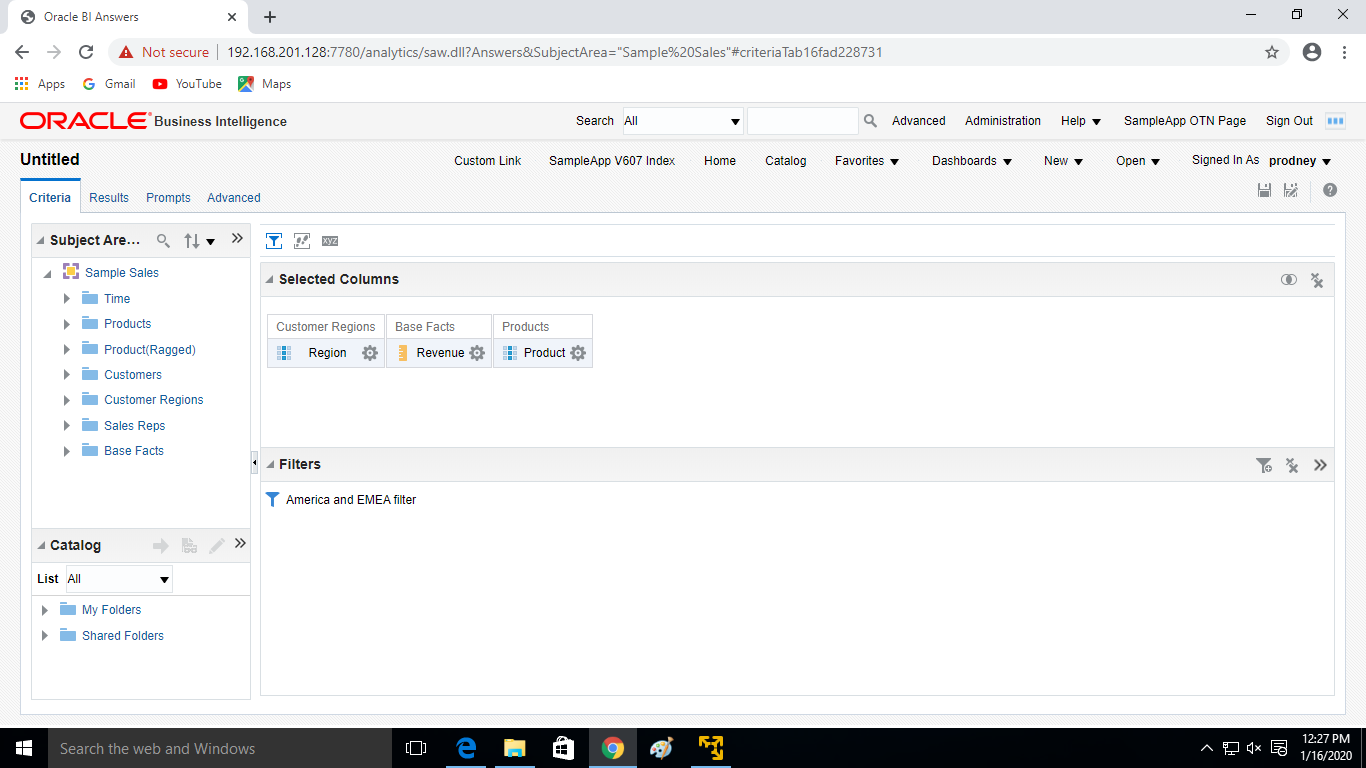 Oracle BI Answers
Not secure 192.168.201.128:7780/analytics/saw.dll?Answers&SubjectArea="Sample%20Sales"#criteriaTab16fad228731
Apps Gmail YouTube Maps
ORACLE Business Intelligence Search All Advanced Administration Help SampleApp OTN Page Sign Out
Untitled Custom Link SampleApp V607 Index Home Catalog Favorites Dashboards New Open Signed In As prodney
Criteria Results Prompts Advanced
Subject Are...
Sample Sales
Time
Products
Product(Ragged)
Customers
Customer Regions
Sales Reps
Base Facts
Catalog
List All
My Folders
Shared Folders
xyz
Selected Columns
Customer Regions Base Facts Products
Region Revenue Product
Filters
America and EMEA filter
Search the web and Windows
12:27 PM
1/16/2020